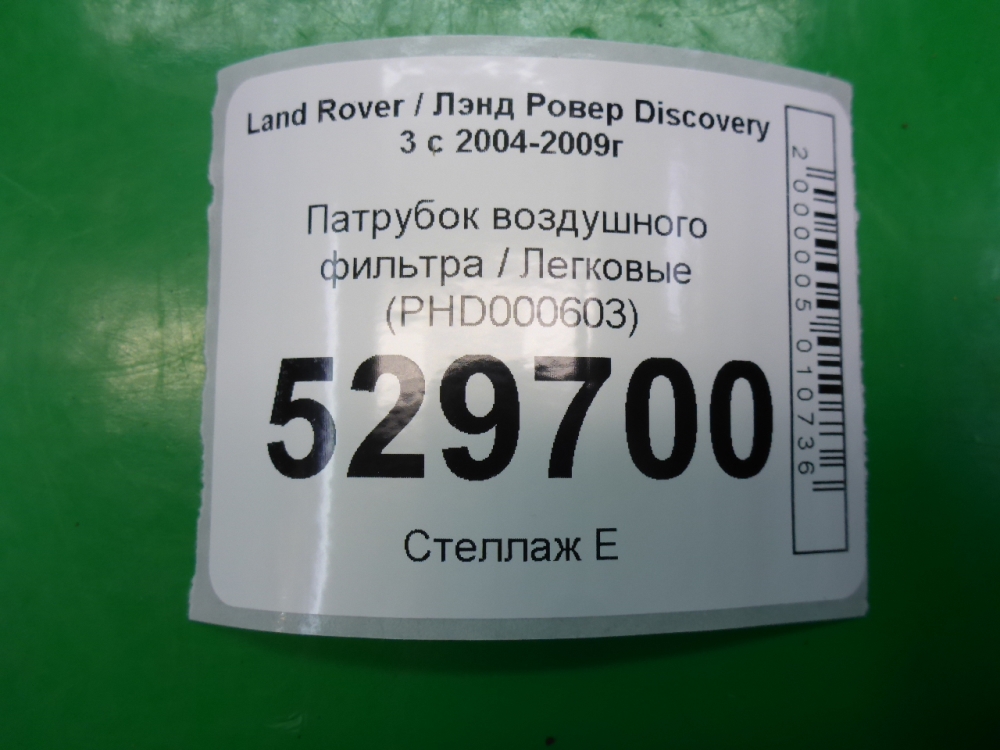 Land Rover / Лэнд Ровер Discovery
3 с 2004-2009г
Патрубок воздушного
фильтра / Легковые
(PHD000603)
529700
Стеллаж Е
2000005010736